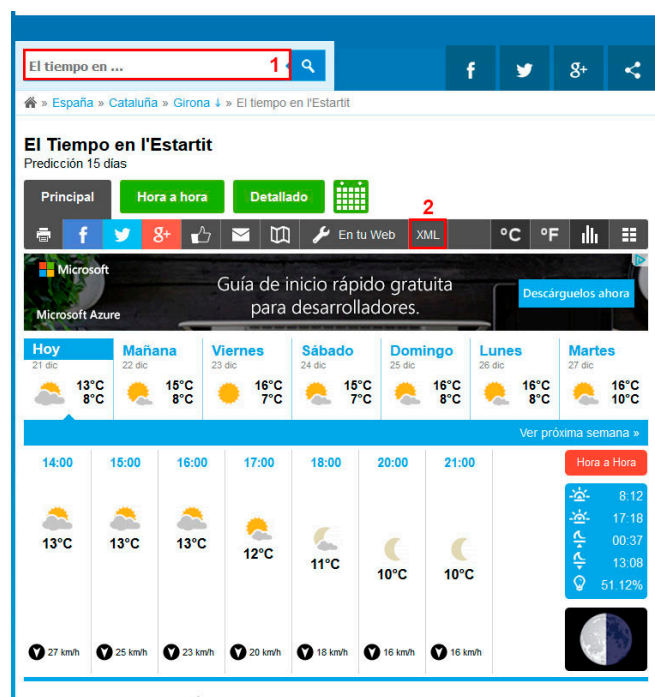 El tiempo en ...
1
f
g+
» España » Cataluña » Girona ↓ » El tiempo en l'Estartit
El Tiempo en l'Estartit
Predicción 15 días
Principal
Hora a hora
Detallado
2
f
g+
En tu Web
XML
°C
°F
Microsoft
Microsoft Azure
Guía de inicio rápido gratuita
para desarrolladores.
Descárguelos ahora
Hoy Mañana Viernes Sábado Domingo Lunes Martes
21 dic 22 dic 23 dic 24 dic 25 dic 26 dic 27 dic
13°C 15°C 16°C 15°C 16°C 16°C 16°C
8°C 8°C 7°C 7°C 8°C 8°C 10°C
Ver próxima semana »
14:00 15:00 16:00 17:00 18:00 20:00 21:00
Hora a Hora
8:12
17:18
00:37
13:08
51.12%
13°C 13°C 13°C 12°C 11°C 10°C 10°C
27 km/h 25 km/h 23 km/h 20 km/h 18 km/h 16 km/h 16 km/h